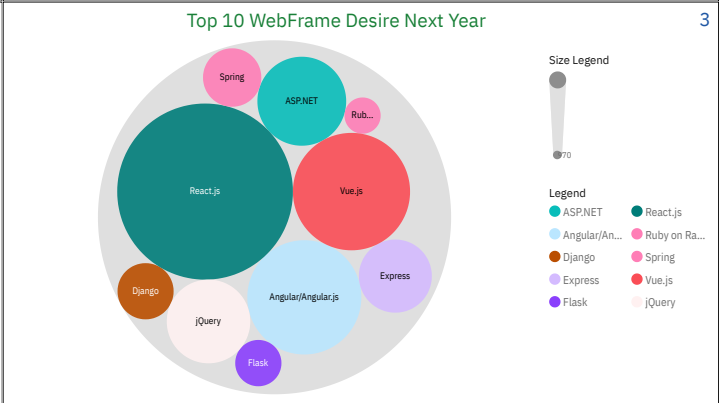 Top 10 WebFrame Desire Next Year
3
Spring
ASP.NET
Rub...
React.js
Vue.js
Express
Django
Angular/Angular.js
jQuery
Flask
Size Legend
970
Legend
ASP.NET
React.js
Angular/An...
Ruby on Ra...
Django
Spring
Express
Vue.js
Flask
jQuery